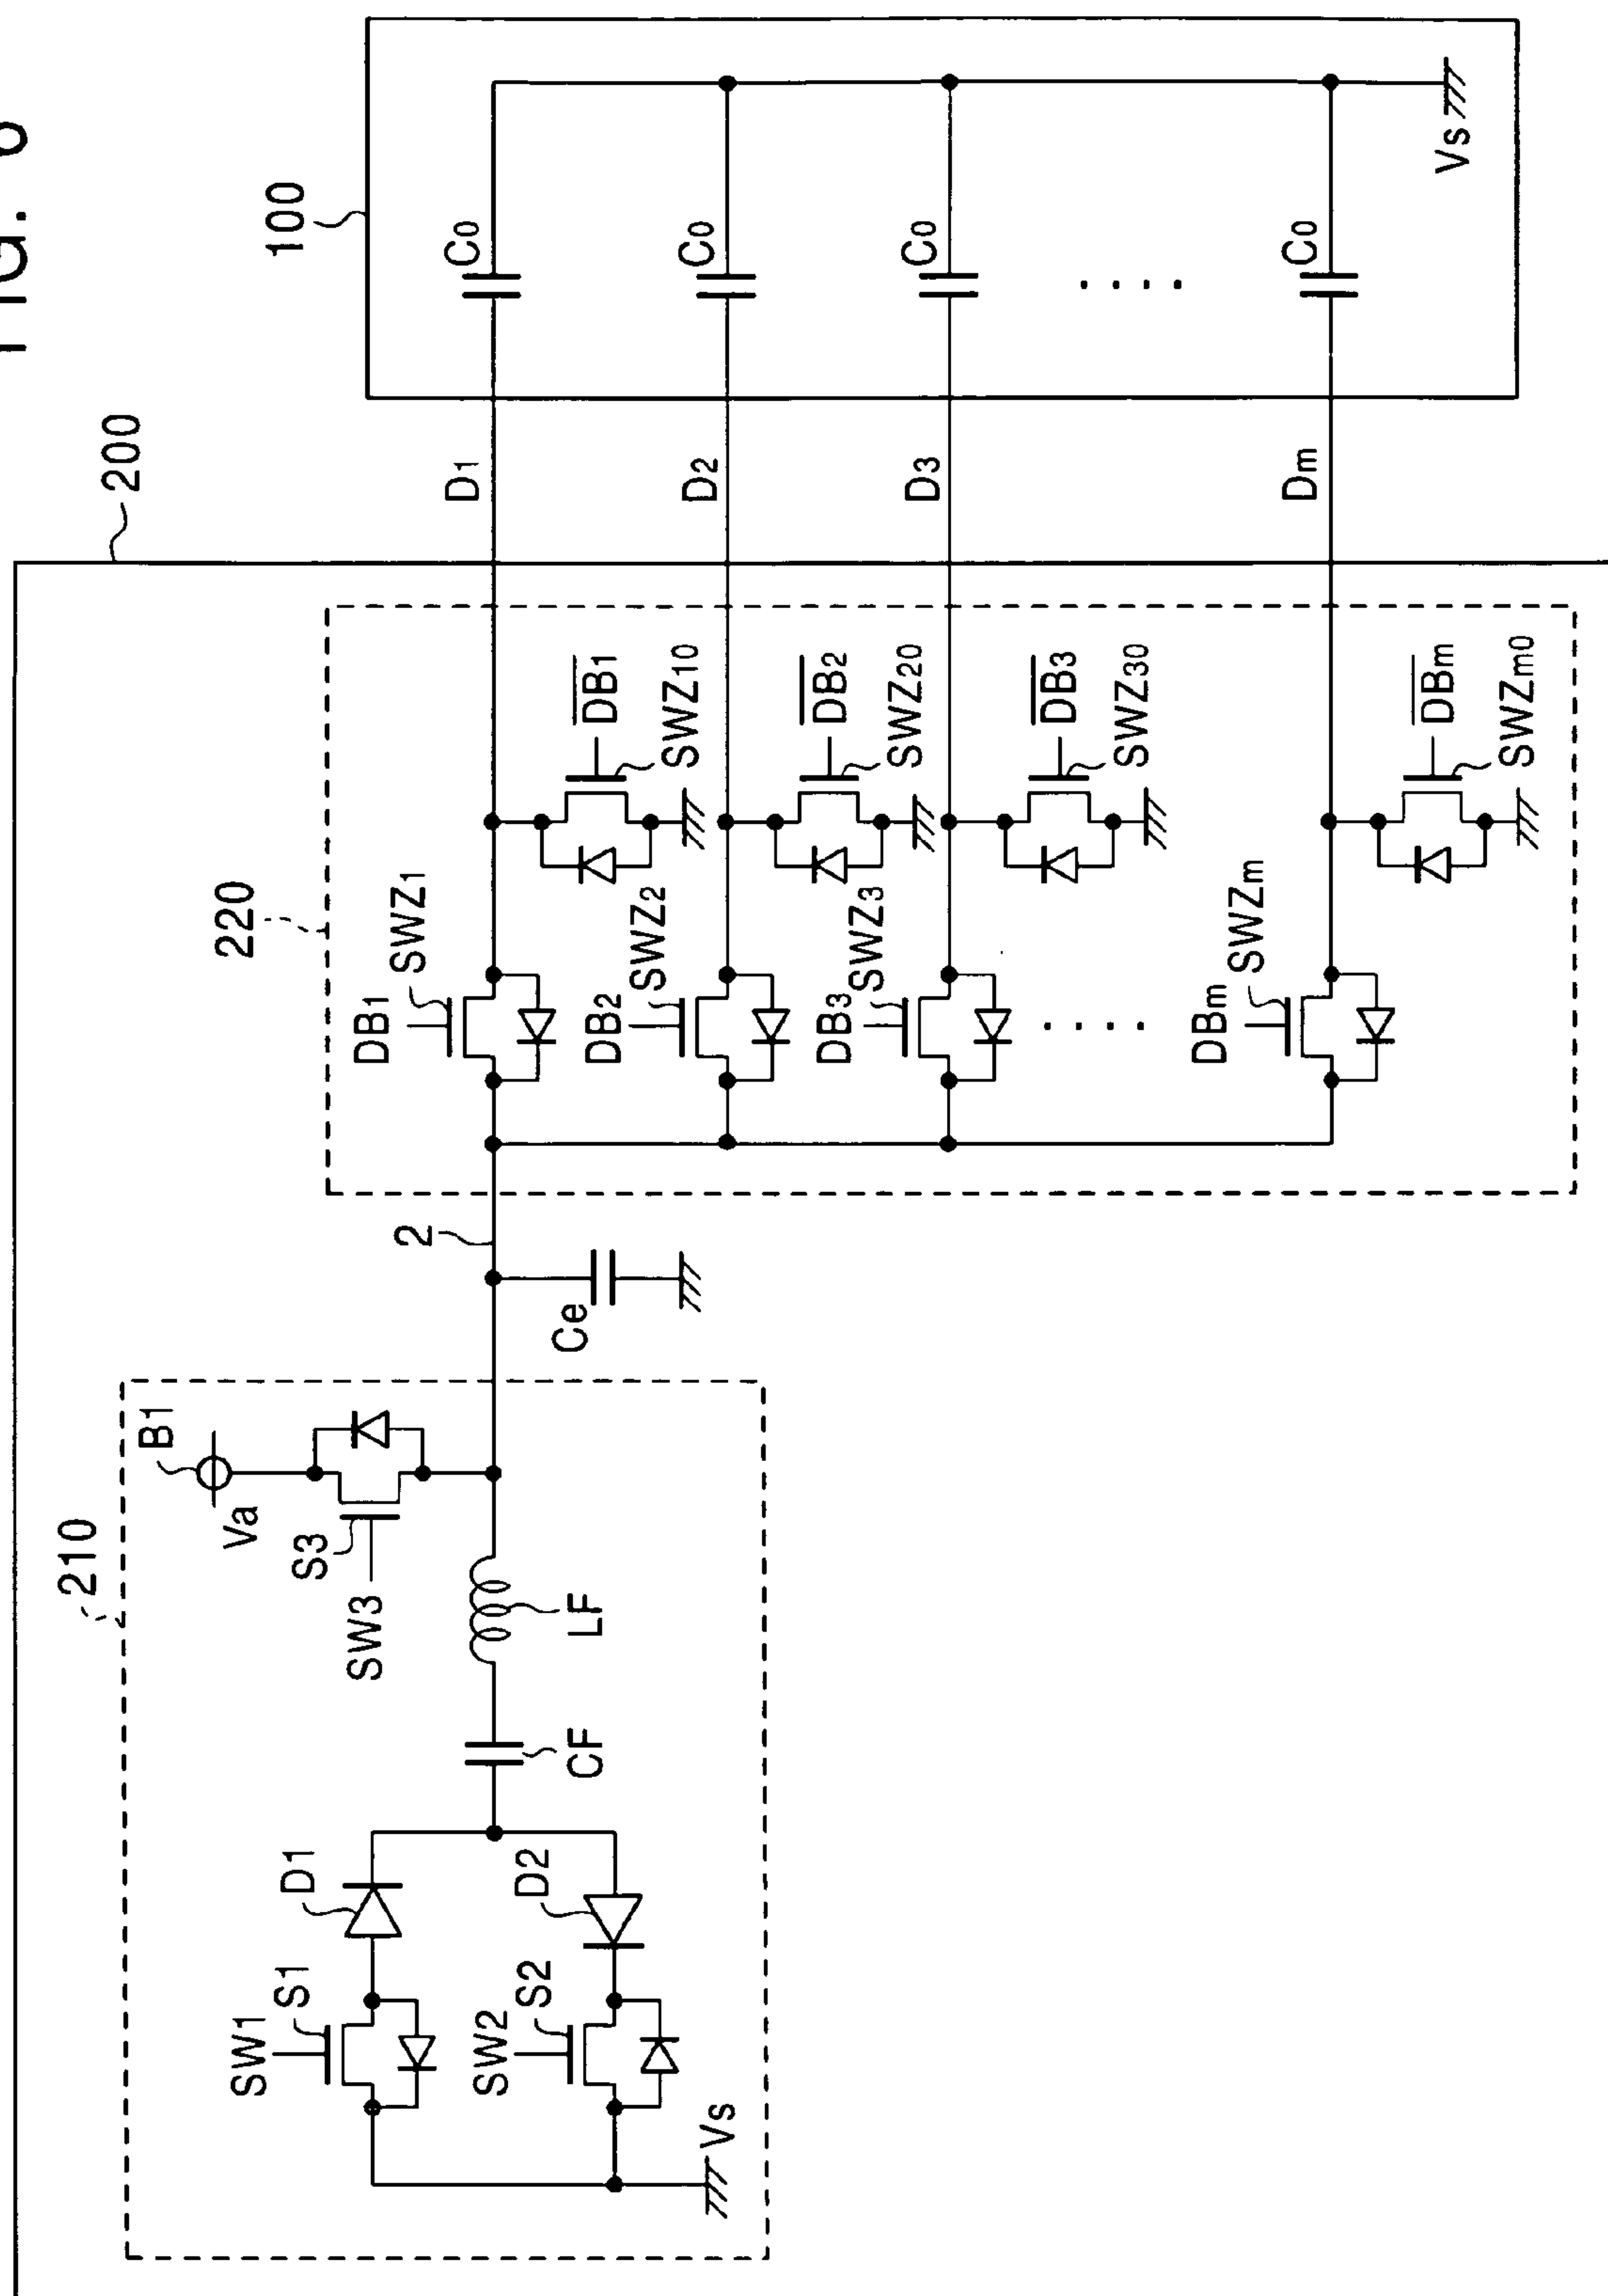 200
100
210
220
B1
Va
S3
SW3
LF
CF
D1
D2
SW1
S1
SW2
S2
Vs
2
Ce
DB1
SWZ1
DB2
SWZ2
DB3
SWZ3
. . . .
DBm
SWZm
DB1
SWZ10
DB2
SWZ20
DB3
SWZ30
DBm
SWZm0
D1
D2
D3
Dm
C0
C0
C0
. . . .
C0
Vs